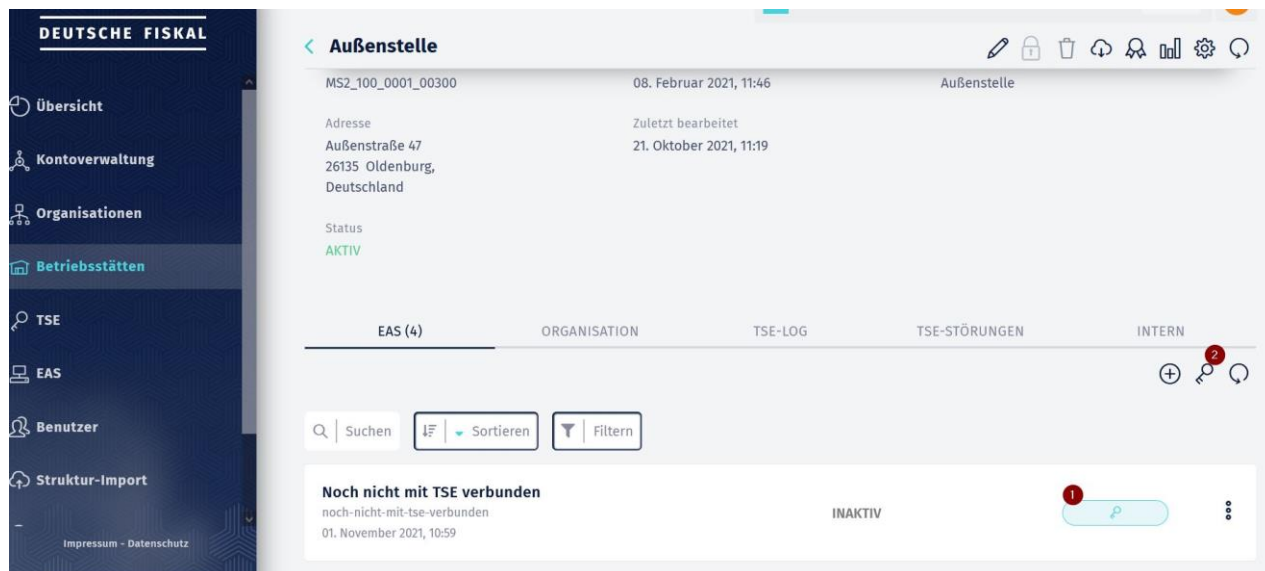 DEUTSCHE FISKAL
Übersicht
Kontoverwaltung
Organisationen
Betriebsstätten
TSE
EAS
Benutzer
Struktur-Import
Impressum - Datenschutz
Außenstelle
MS2_100_0001_00300
08. Februar 2021, 11:46
Außenstelle
Adresse
Zuletzt bearbeitet
Außenstraße 47
21. Oktober 2021, 11:19
26135 Oldenburg,
Deutschland
Status
AKTIV
EAS (4)
ORGANISATION
TSE-LOG
TSE-STÖRUNGEN
INTERN
2
Suchen
Sortieren
Filtern
Noch nicht mit TSE verbunden
noch-nicht-mit-tse-verbunden
01. November 2021, 10:59
INAKTIV
1